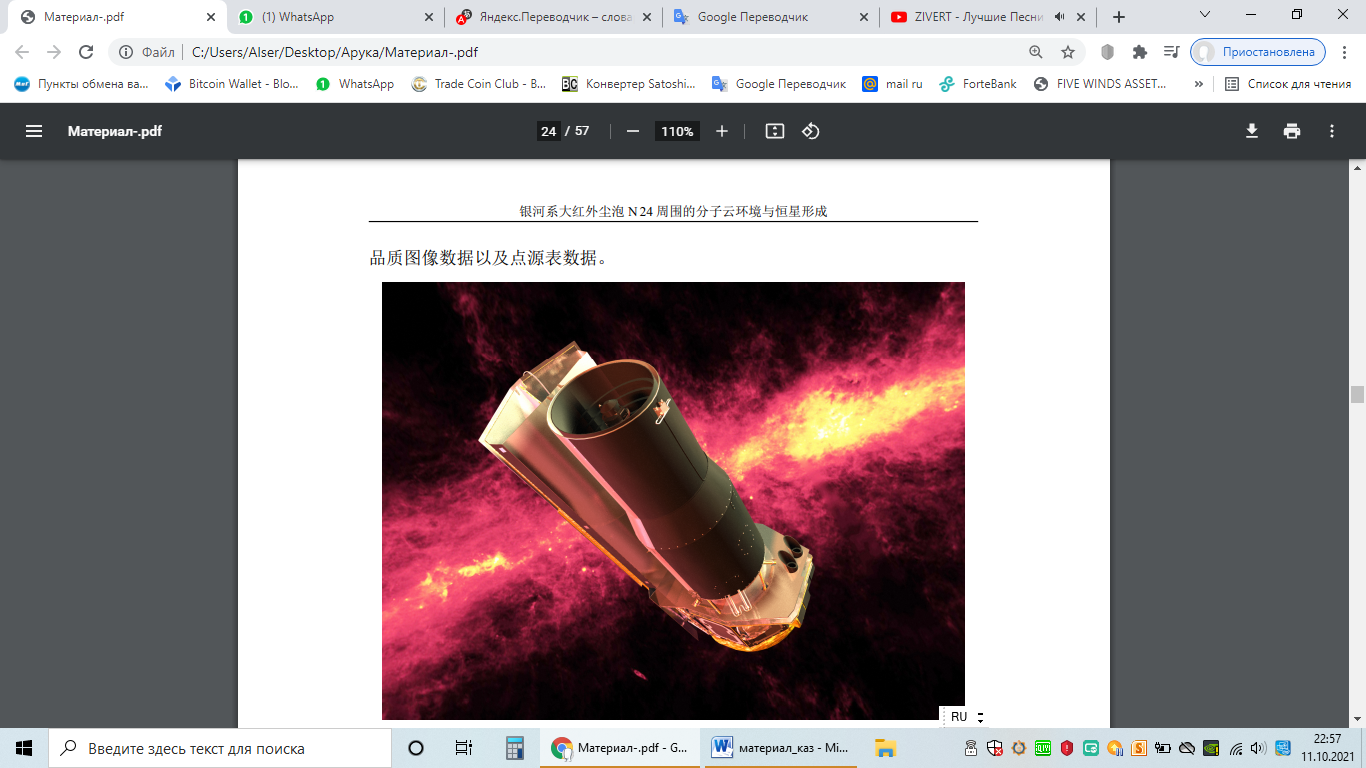 Материал-.pdf
(1) WhatsApp
Яндекс.Переводчик – слова
Google Переводчик
ZIVERT - Лучшие Песни
Файл
C:/Users/Alser/Desktop/Арука/Материал-.pdf
Приостановлена
Пункты обмена ва...
Bitcoin Wallet - Blo...
WhatsApp
Trade Coin Club - B...
Конвертер Satoshi...
Google Переводчик
mail ru
ForteBank
FIVE WINDS ASSET...
»
Список для чтения
Материал-.pdf
24 / 57
110%
银河系大红外尘泡 N24 周围的分子云环境与恒星形成
品质图像数据以及点源表数据。
RU
Введите здесь текст для поиска
Материал-.pdf - G...
материал_каз - Mi...
22:57
11.10.2021